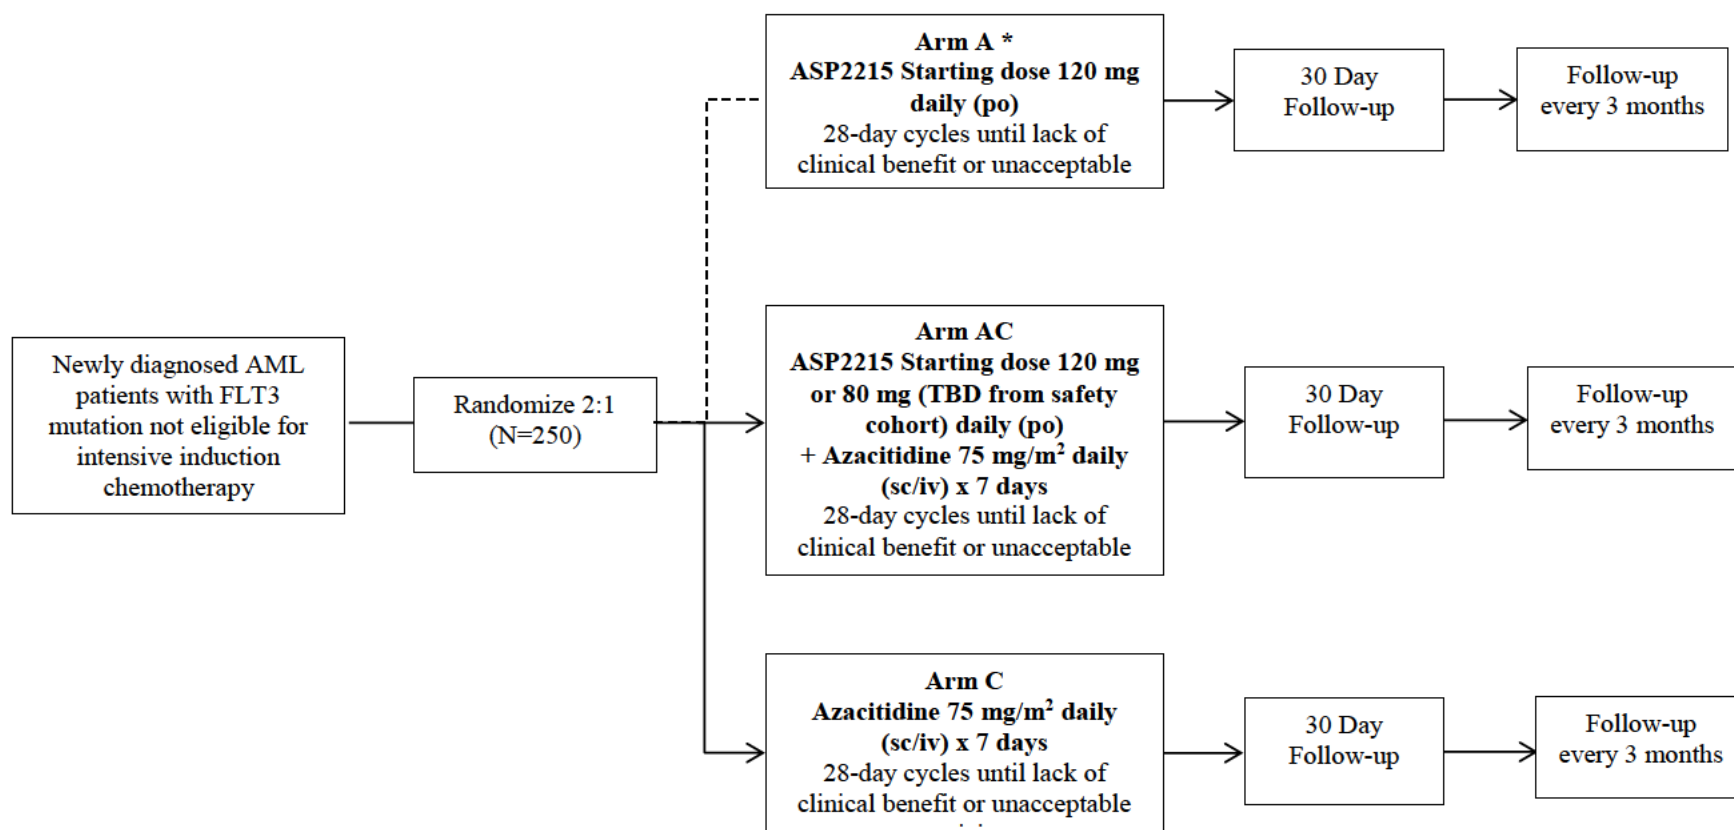 Newly diagnosed AML
patients with FLT3
mutation not eligible for
intensive induction
chemotherapy
Randomize 2:1
(N=250)
Arm A *
ASP2215 Starting dose 120 mg
daily (po)
28-day cycles until lack of
clinical benefit or unacceptable
30 Day
Follow-up
Follow-up
every 3 months
Arm AC
ASP2215 Starting dose 120 mg
or 80 mg (TBD from safety
cohort) daily (po)
+ Azacitidine 75 mg/m² daily
(sc/iv) x 7 days
28-day cycles until lack of
clinical benefit or unacceptable
30 Day
Follow-up
Follow-up
every 3 months
Arm C
Azacitidine 75 mg/m² daily
(sc/iv) x 7 days
28-day cycles until lack of
clinical benefit or unacceptable
30 Day
Follow-up
Follow-up
every 3 months